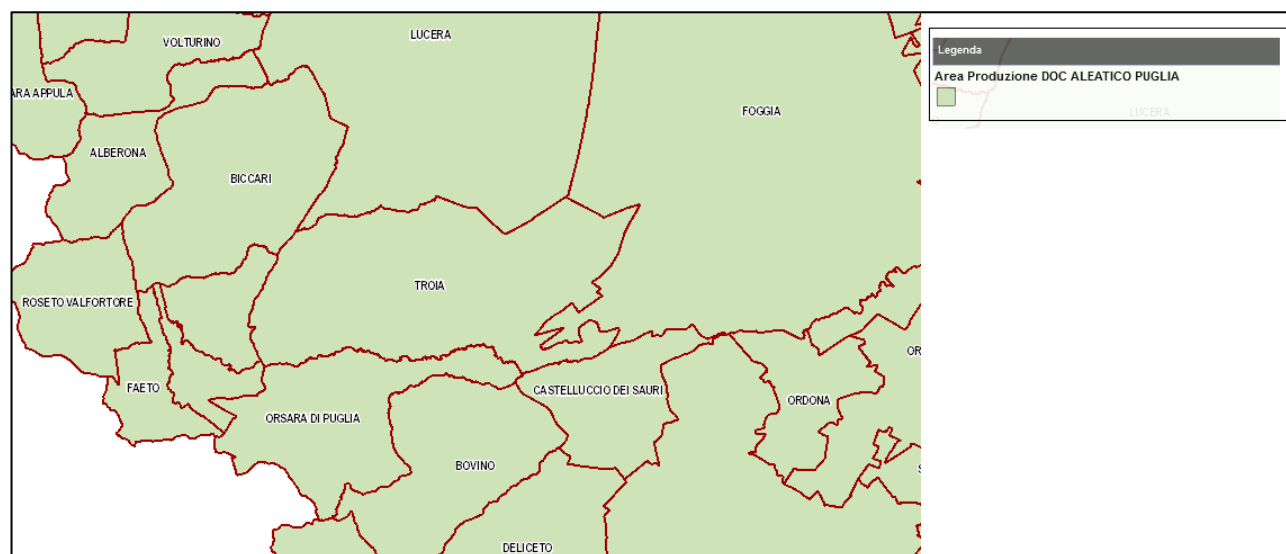 VOLTURINO
LUCERA
Legenda
Area Produzione DOC ALEATICO PUGLIA
LUCERA
ARA APPULA
FOGGIA
ALBERONA
BICCARI
TROIA
ROSETO VALFORTORE
FAETO
CASTELLUCCIO DEI SAURI
OR
ORDONA
ORSARA DI PUGLIA
BOVINO
S
DELICETO